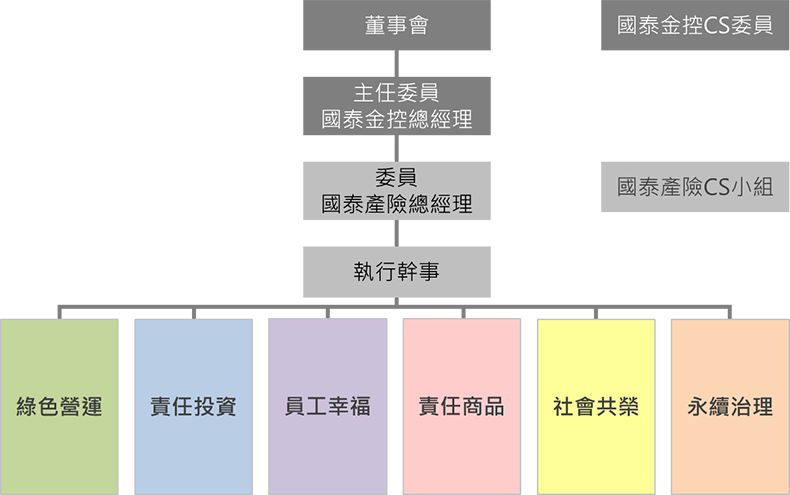 董事會
國泰金控CS委員
主任委員
國泰金控總經理
委員
國泰產險總經理
國泰產險CS小組
執行幹事
綠色營運
責任投資
員工幸福
責任商品
社會共榮
永續治理